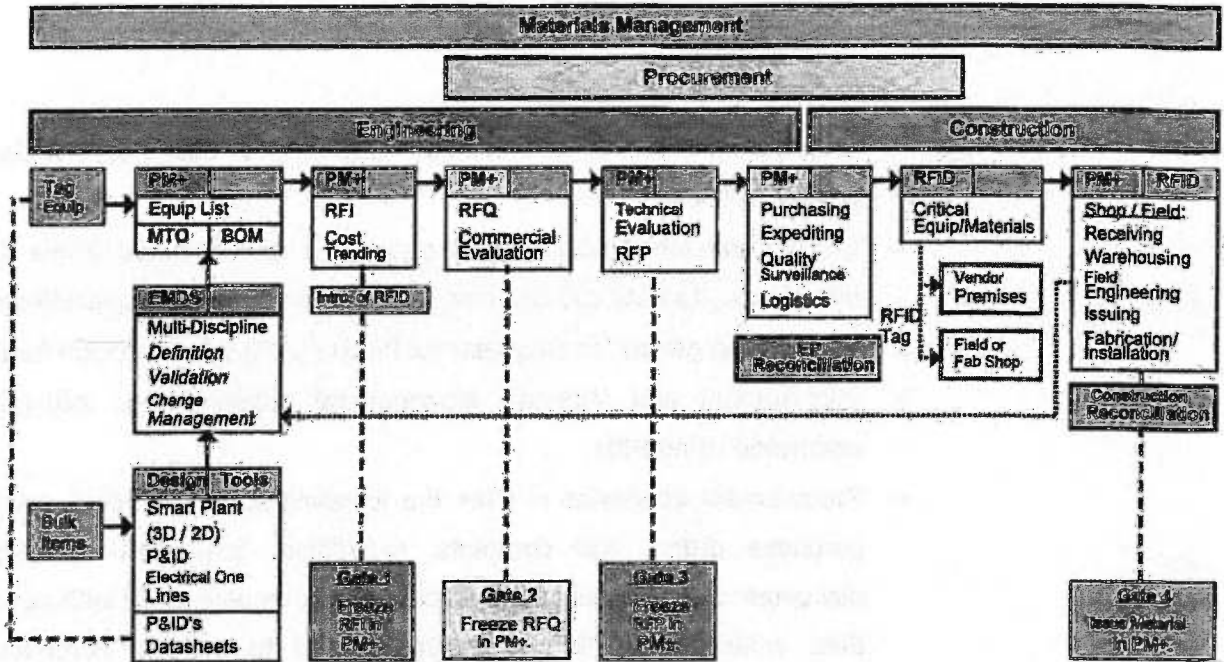 Materials Management
Procurement
Engineering
Construction
Tag
Equip
PM+
Equip List
MTO BOM
EMDS
Multi-Discipline
Definition
Validation
Change
Management
Design Tools
Smart Plant
(3D / 2D)
P&ID
Electrical One
Lines
P&ID's
Datasheets
Bulk
Items
PM+
RFI
Cost
Trending
Intro. of RFID
Gate 1
Freeze
RFI in
PM+.
PM+
RFQ
Commercial
Evaluation
Gate 2
Freeze RFQ
in PM+.
PM+
Technical
Evaluation
RFP
Gate 3
Freeze
RFP in
PM+.
PM+
Purchasing
Expediting
Quality
Surveillance
Logistics
EP
Reconciliation
RFID
Tag
RFID
Critical
Equip/Materials
Vendor
Premises
Field or
Fab Shop
PM+ RFID
Shop / Field:
Receiving
Warehousing
Field
Engineering
Issuing
Fabrication/
Installation
Construction
Reconciliation
Gate 4
Issue Material
in PM+.